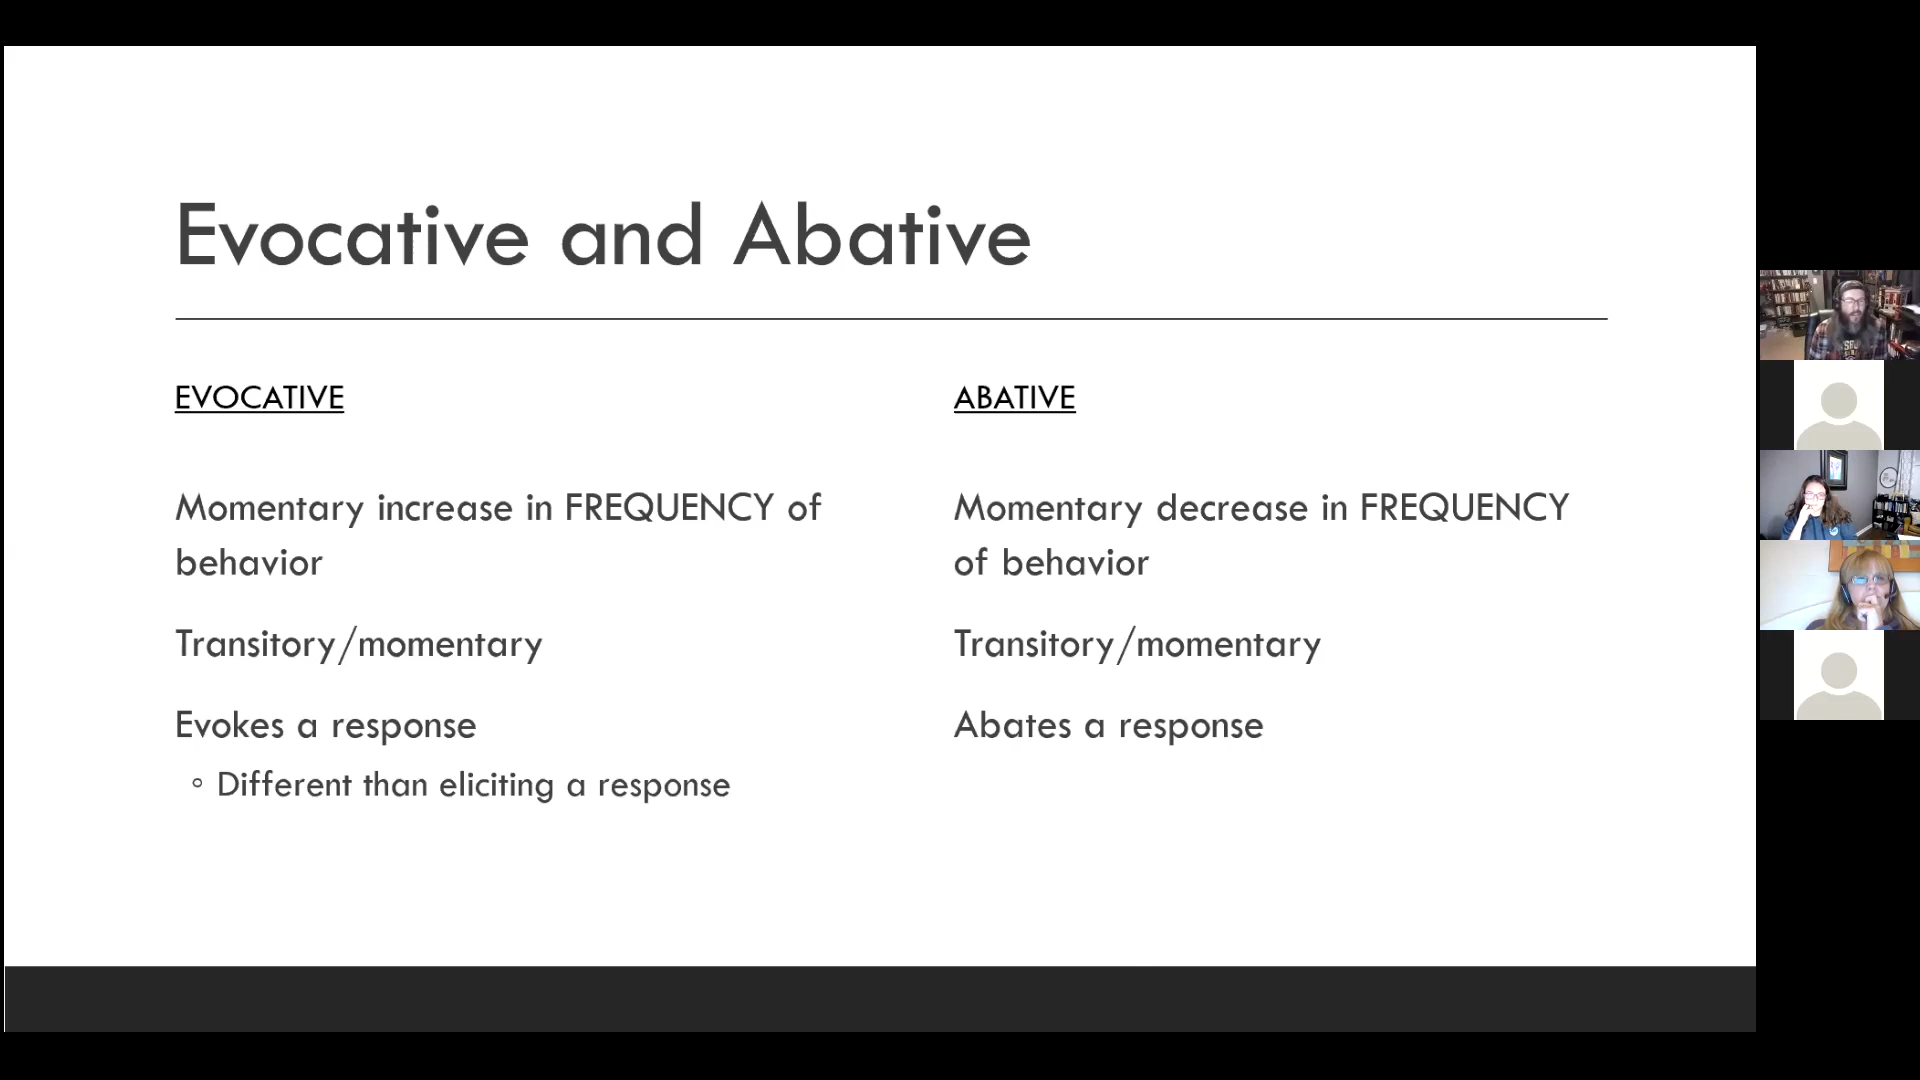 Evocative and Abative
EVOCATIVE
Momentary increase in FREQUENCY of
behavior
Transitory/momentary
Evokes a response
◦ Different than eliciting a response
ABATIVE
Momentary decrease in FREQUENCY
of behavior
Transitory/momentary
Abates a response